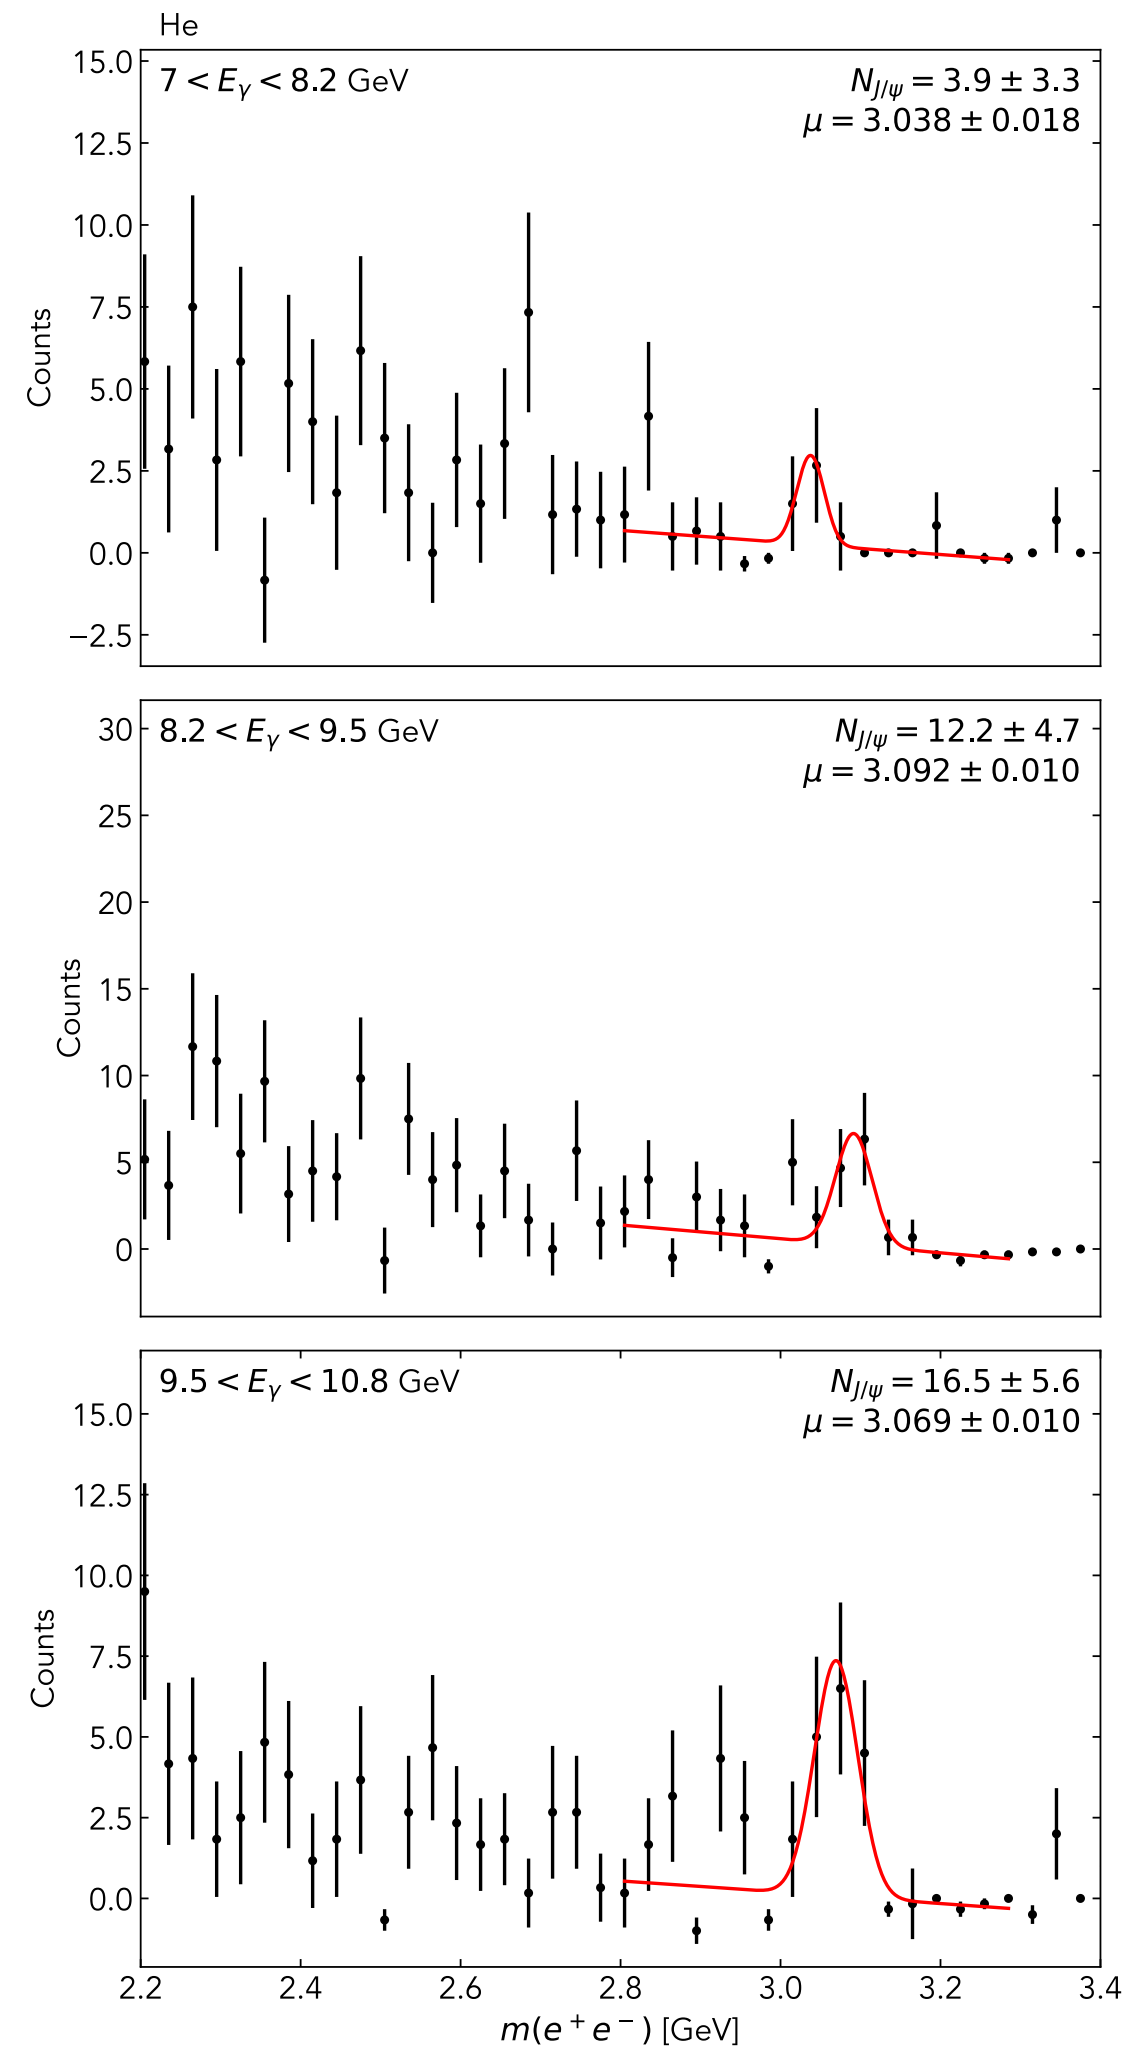 He
15.0
7 < E_γ < 8.2 GeV
N_{J/ψ} = 3.9 ± 3.3
μ = 3.038 ± 0.018
12.5
10.0
7.5
5.0
2.5
0.0
−2.5
Counts
30
8.2 < E_γ < 9.5 GeV
N_{J/ψ} = 12.2 ± 4.7
μ = 3.092 ± 0.010
25
20
15
10
5
0
Counts
9.5 < E_γ < 10.8 GeV
N_{J/ψ} = 16.5 ± 5.6
μ = 3.069 ± 0.010
15.0
12.5
10.0
7.5
5.0
2.5
0.0
Counts
2.2 2.4 2.6 2.8 3.0 3.2 3.4
m(e⁺e⁻) [GeV]